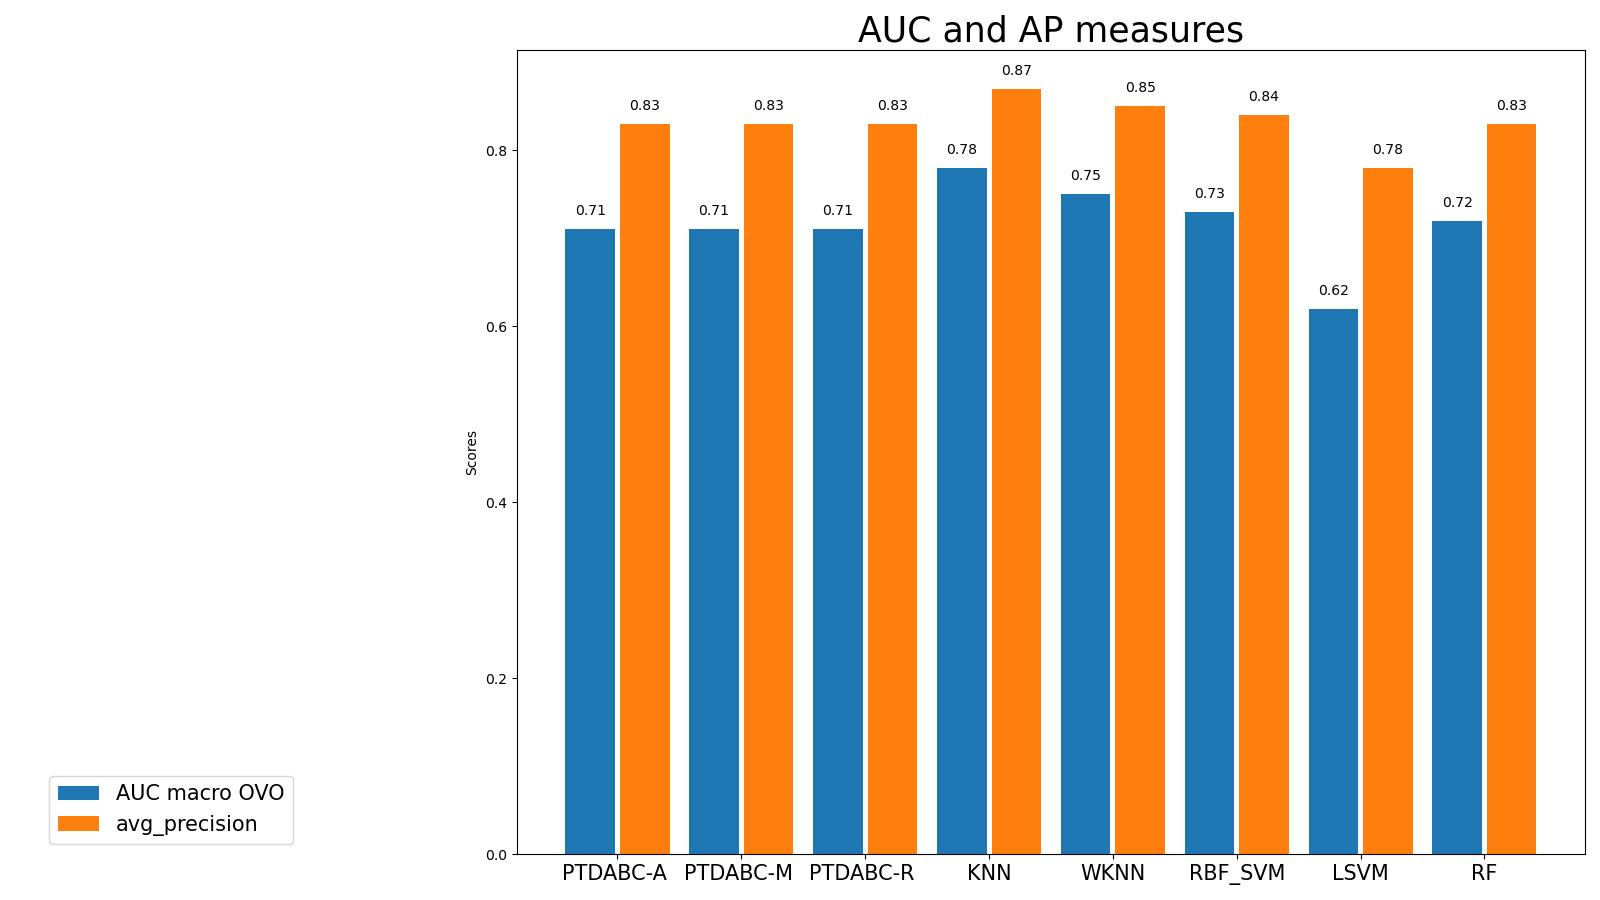 AUC and AP measures
0.83 0.83 0.83 0.87 0.85 0.84 0.78 0.83
0.71 0.71 0.71 0.78 0.75 0.73 0.62 0.72
0.8
0.6
0.4
0.2
0.0
Scores
PTDABC-A PTDABC-M PTDABC-R KNN WKNN RBF_SVM LSVM RF
AUC macro OVO
avg_precision